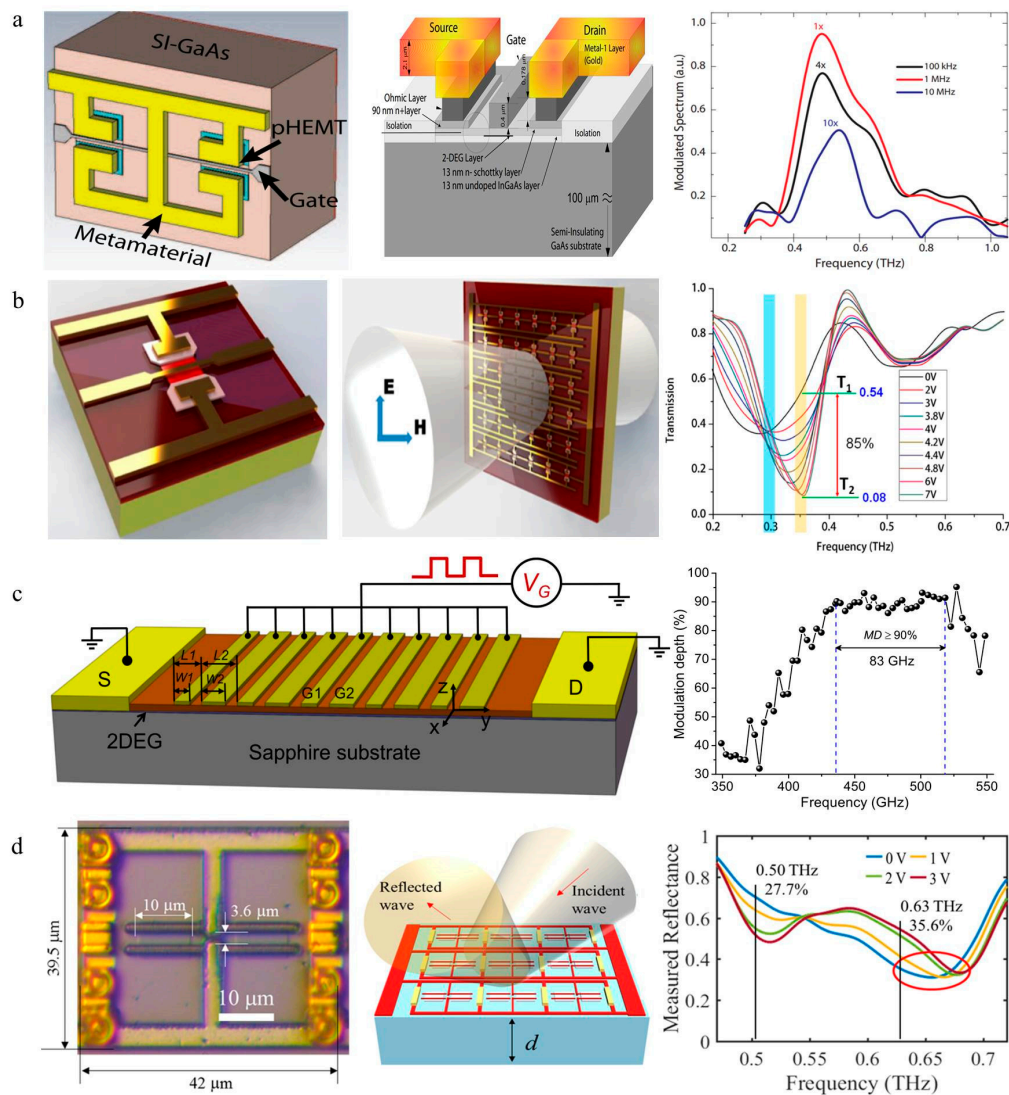 a
SI-GaAs
pHEMT
Gate
Metamaterial
Source
Gate
Drain
Metal-1 Layer
(Gold)
2.1 μm
0.178 μm
0.4 μm
Ohmic Layer
90 nm n+layer
Isolation
Isolation
2-DEG Layer
13 nm n- schottky layer
13 nm undoped InGaAs layer
100 μm ≈
Semi-Insulating
GaAs substrate
Modulated Spectrum (a.u.)
0.8
0.6
0.4
0.2
1x
4x
10x
100 kHz
1 MHz
10 MHz
0.2
0.4
0.6
0.8
1.0
Frequency (THz)
b
E
H
Transmission
1.0
0.8
0.6
0.4
0.2
0.0
T1
0.54
85%
T2
0.08
0V
2V
3V
3.8V
4V
4.2V
4.4V
4.8V
6V
7V
0.2
0.3
0.4
0.5
0.6
0.7
Frequency (THz)
c
VG
S
L1
L2
W1
W2
G1
G2
z
x
y
D
2DEG
Sapphire substrate
Modulation depth (%)
100
90
80
70
60
50
40
30
MD ≥ 90%
83 GHz
350
400
450
500
550
Frequency (GHz)
d
39.5 μm
10 μm
3.6 μm
10 μm
42 μm
Reflected
wave
Incident
wave
d
Measured Reflectance
1
0.8
0.6
0.4
0.2
0
0.50 THz
27.7%
0 V
1 V
2 V
3 V
0.63 THz
35.6%
0.5
0.55
0.6
0.65
0.7
Frequency (THz)